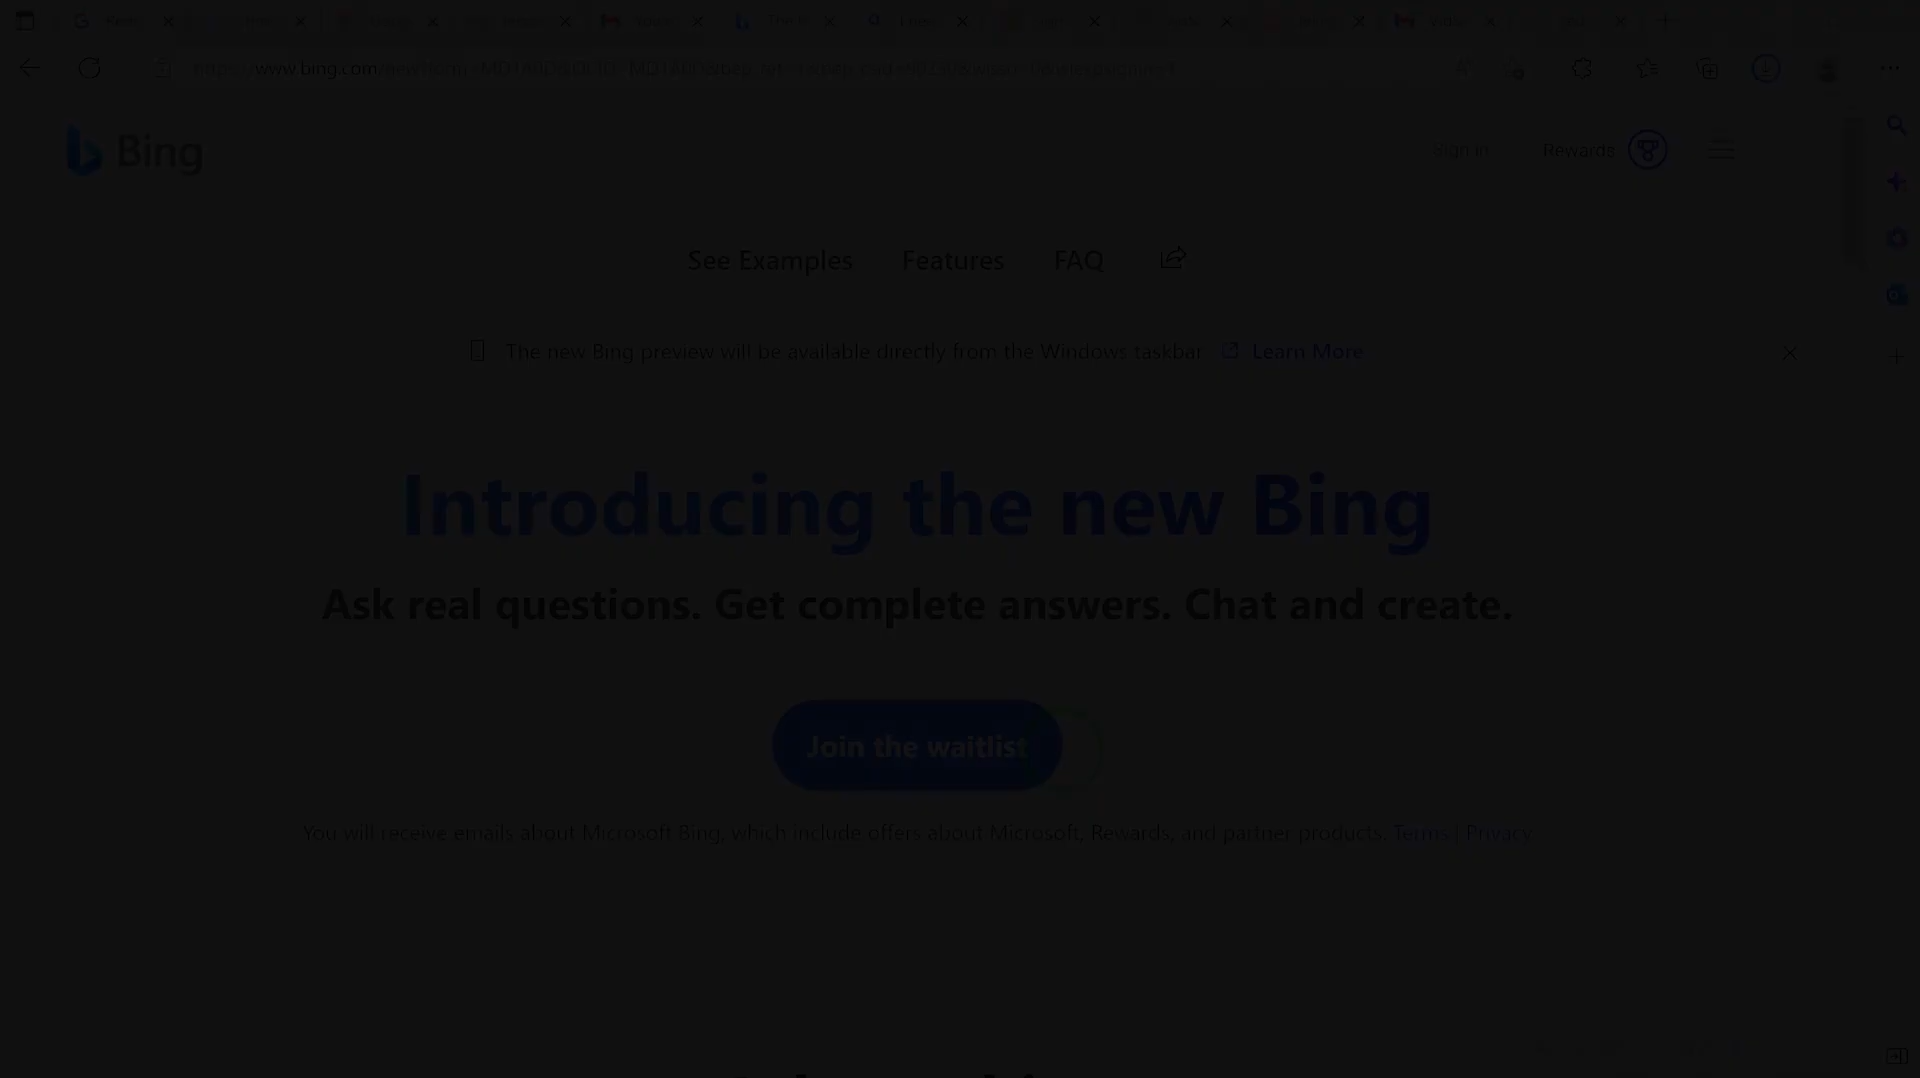 www.bing.com
Bing
Sign in
Rewards
See Examples
Features
FAQ
The new Bing preview will be available directly from the Windows taskbar
Learn More
Introducing the new Bing
Ask real questions. Get complete answers. Chat and create.
Join the waitlist
You will receive emails about Microsoft Bing, which include offers about Microsoft, Rewards, and partner products. Terms | Privacy